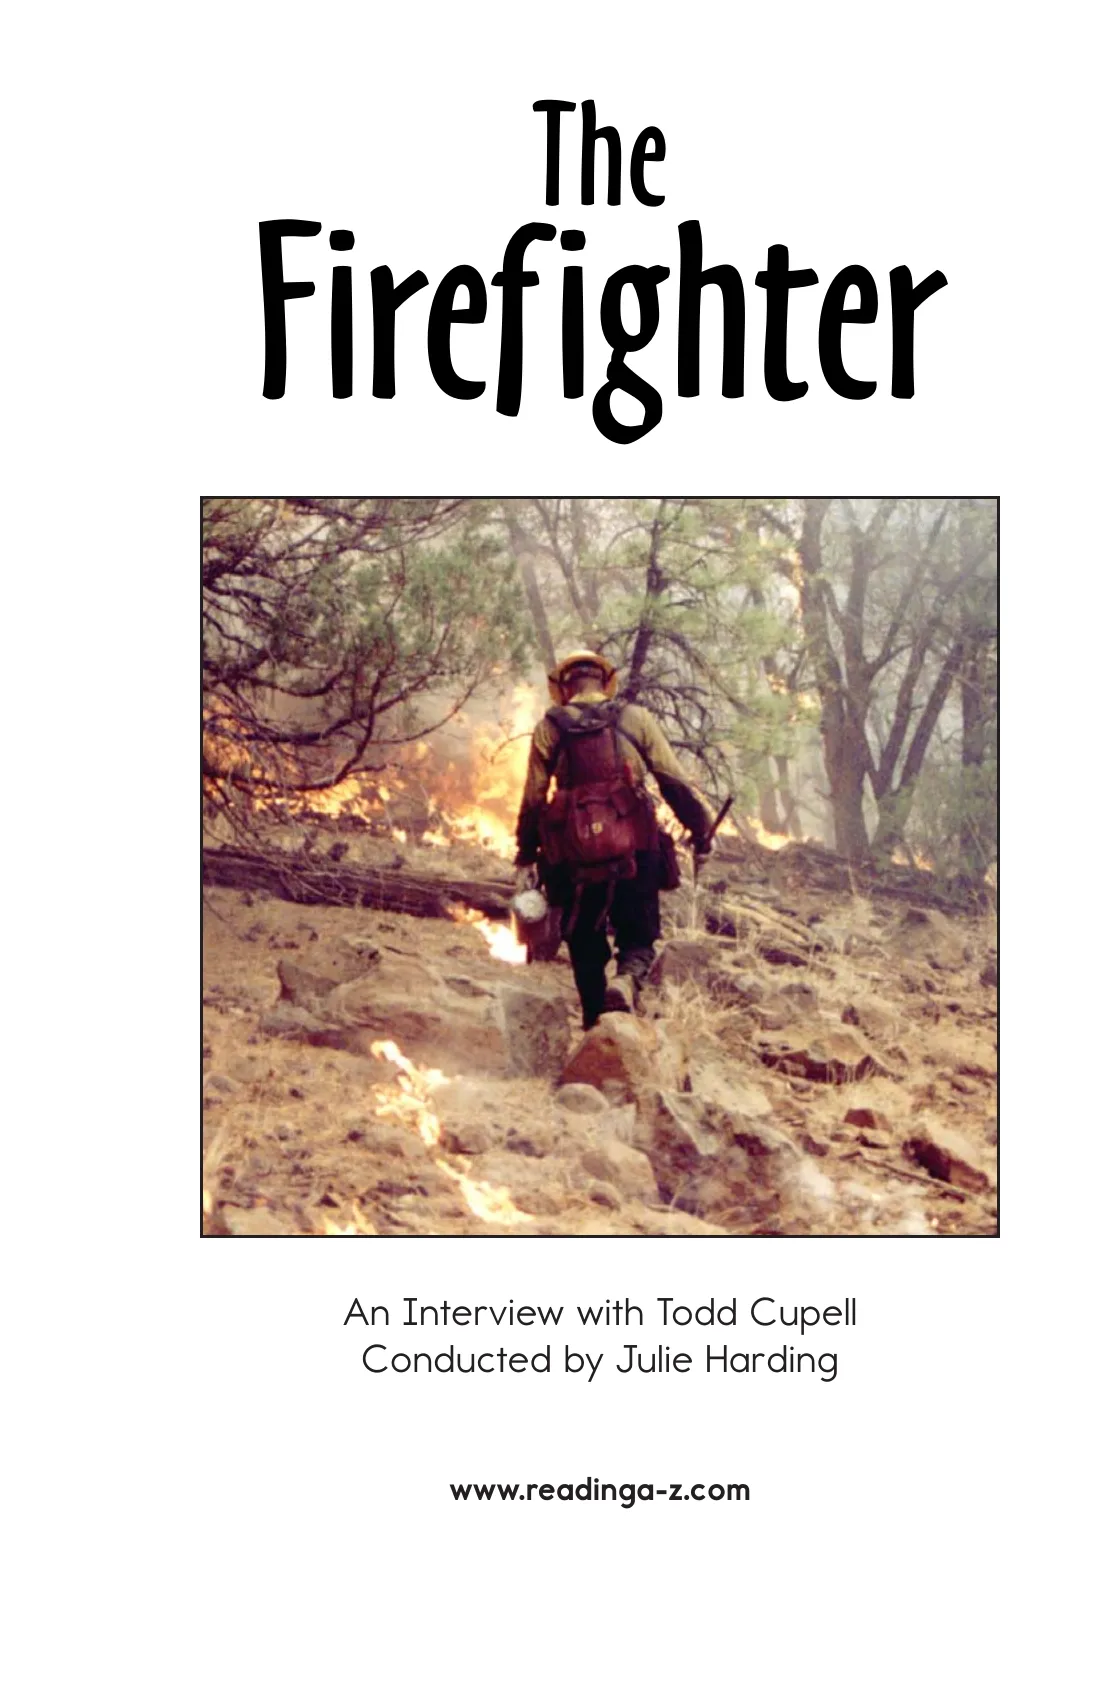 The
Firefighter
An Interview with Todd Cupell
Conducted by Julie Harding
www.readinga-z.com